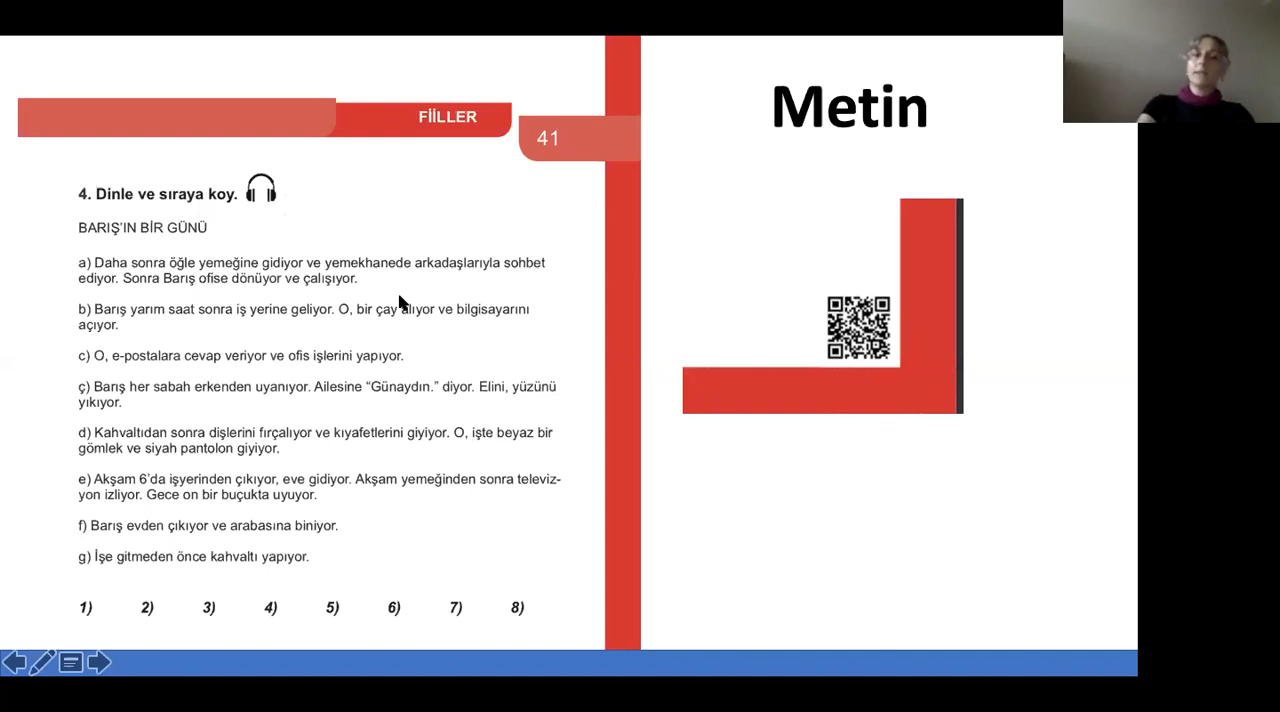 FİİLLER
41
4. Dinle ve sıraya koy.
BARIŞ'IN BİR GÜNÜ
a) Daha sonra öğle yemeğine gidiyor ve yemekhanede arkadaşlarıyla sohbet
ediyor. Sonra Barış ofise dönüyor ve çalışıyor.
b) Barış yarım saat sonra iş yerine geliyor. O, bir çay alıyor ve bilgisayarını
açıyor.
c) O, e-postalara cevap veriyor ve ofis işlerini yapıyor.
ç) Barış her sabah erkenden uyanıyor. Ailesine “Günaydın.” diyor. Elini, yüzünü
yıkıyor.
d) Kahvaltıdan sonra dişlerini fırçalıyor ve kıyafetlerini giyiyor. O, işte beyaz bir
gömlek ve siyah pantolon giyiyor.
e) Akşam 6’da işyerinden çıkıyor, eve gidiyor. Akşam yemeğinden sonra televiz-
yon izliyor. Gece on bir buçukta uyuyor.
f) Barış evden çıkıyor ve arabasına biniyor.
g) İşe gitmeden önce kahvaltı yapıyor.
1) 2) 3) 4) 5) 6) 7) 8)
Metin